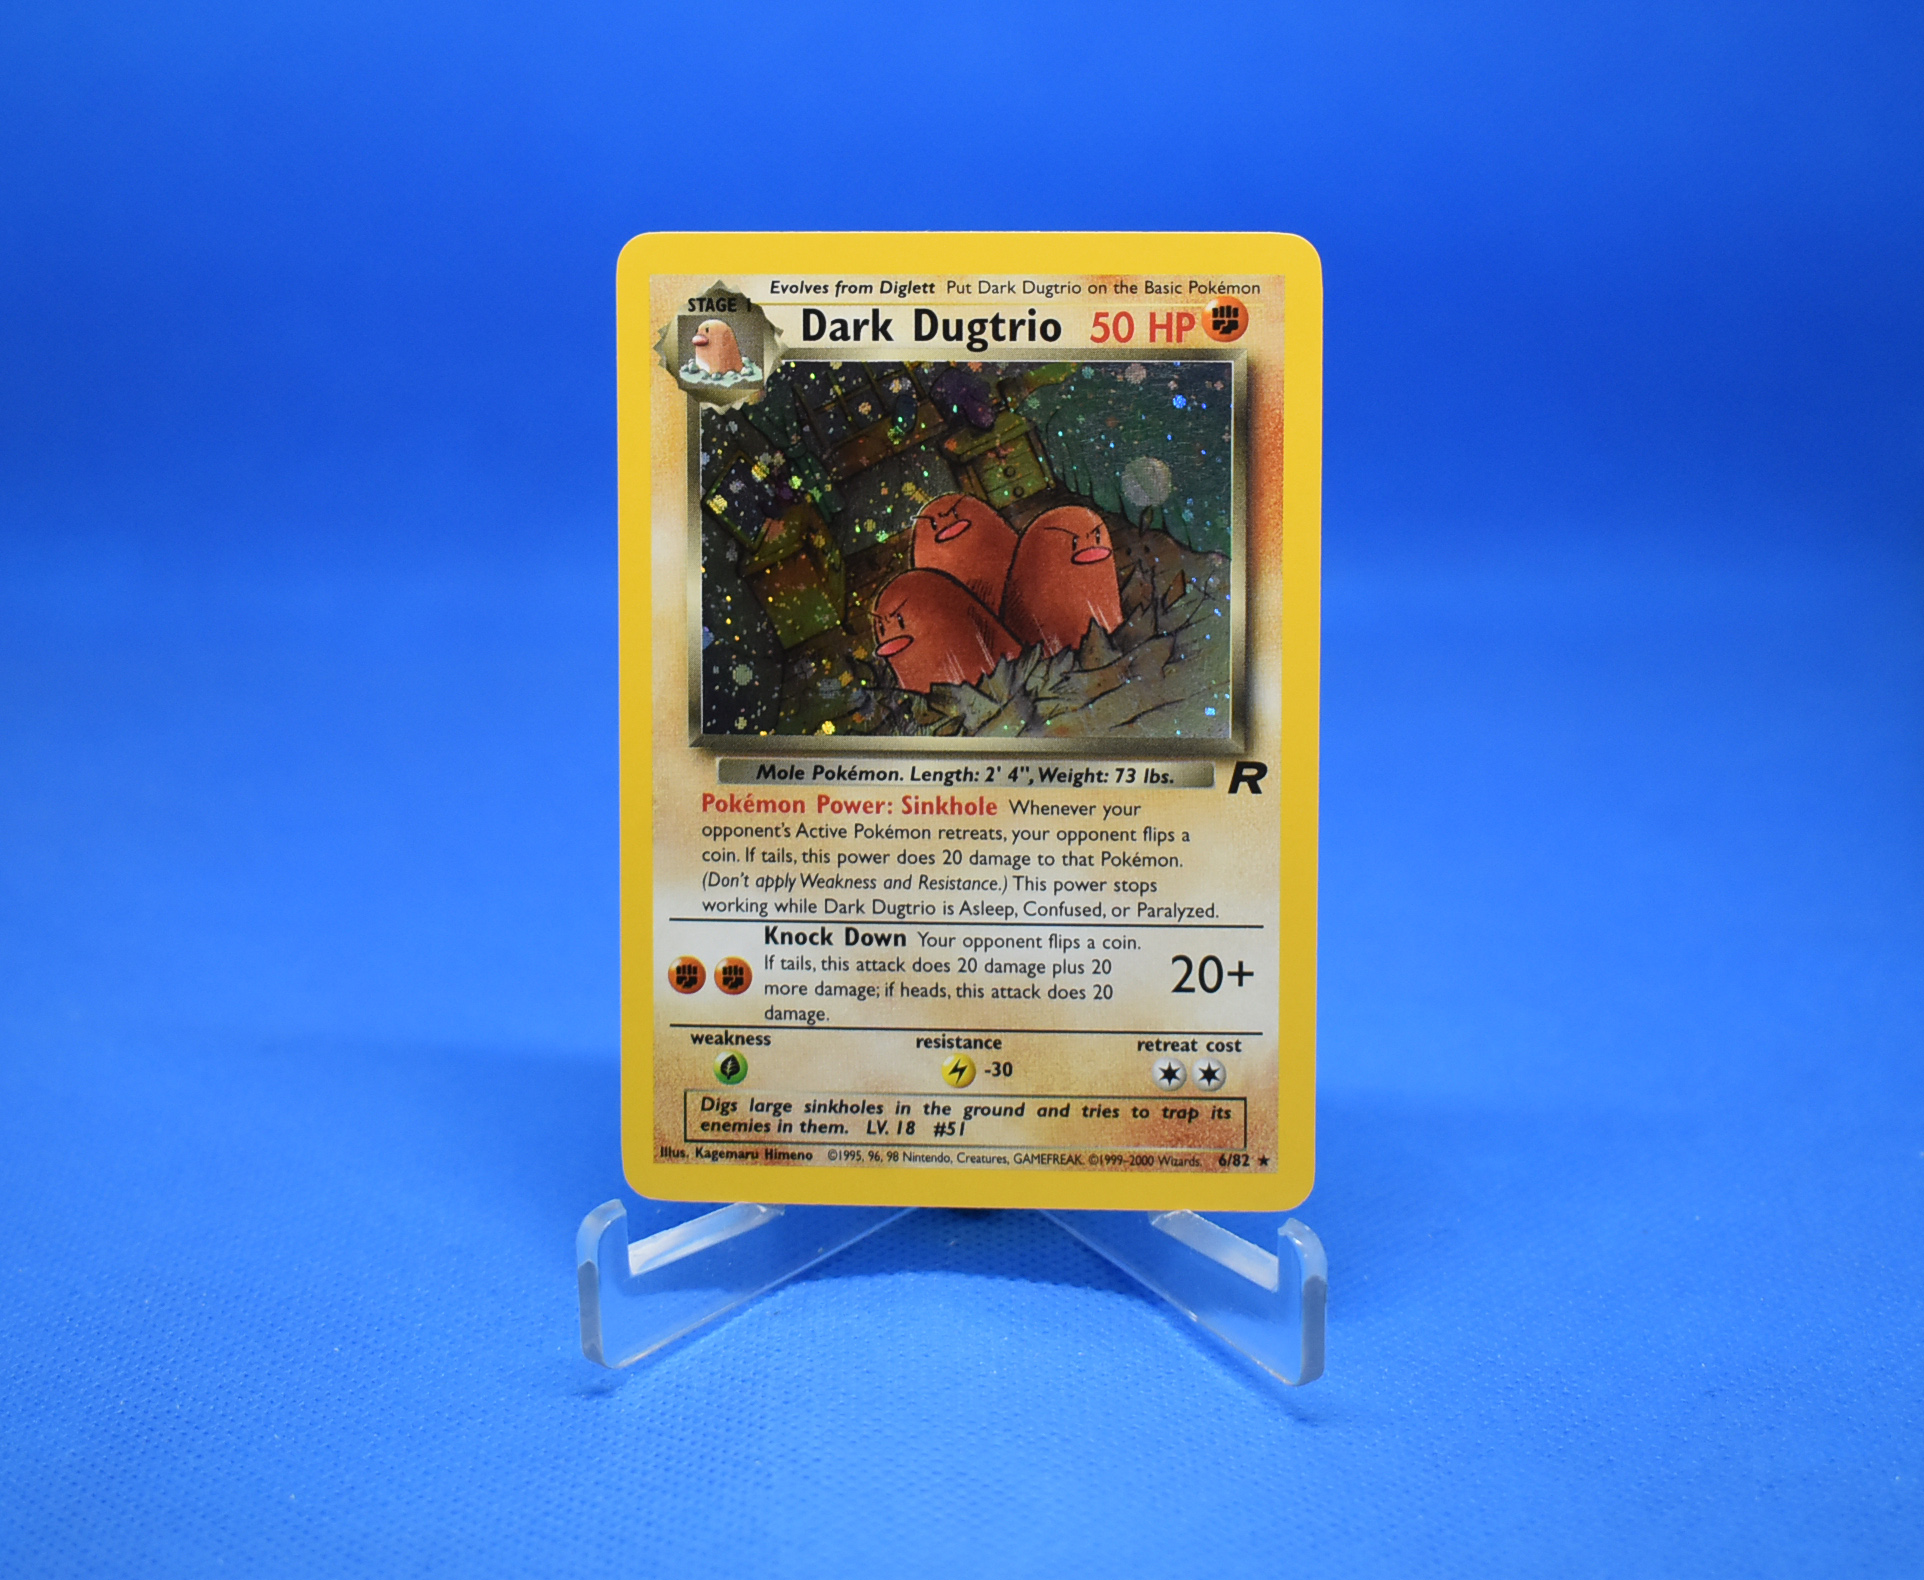 Evolves from Diglett Put Dark Dugtrio on the Basic Pokémon
STAGE 1
Dark Dugtrio 50 HP
Mole Pokémon. Length: 2' 4", Weight: 73 lbs.
R
Pokémon Power: Sinkhole Whenever your
opponent's Active Pokémon retreats, your opponent flips a
coin. If tails, this power does 20 damage to that Pokémon.
(Don't apply Weakness and Resistance.) This power stops
working while Dark Dugtrio is Asleep, Confused, or Paralyzed.
Knock Down Your opponent flips a coin.
If tails, this attack does 20 damage plus 20
more damage; if heads, this attack does 20
damage.
20+
weakness resistance retreat cost
-30
Digs large sinkholes in the ground and tries to trap its
enemies in them. LV. 18 #51
Illus. Kagemaru Himeno ©1995, 96, 98 Nintendo, Creatures, GAMEFREAK. ©1999-2000 Wizards. 6/82 ★